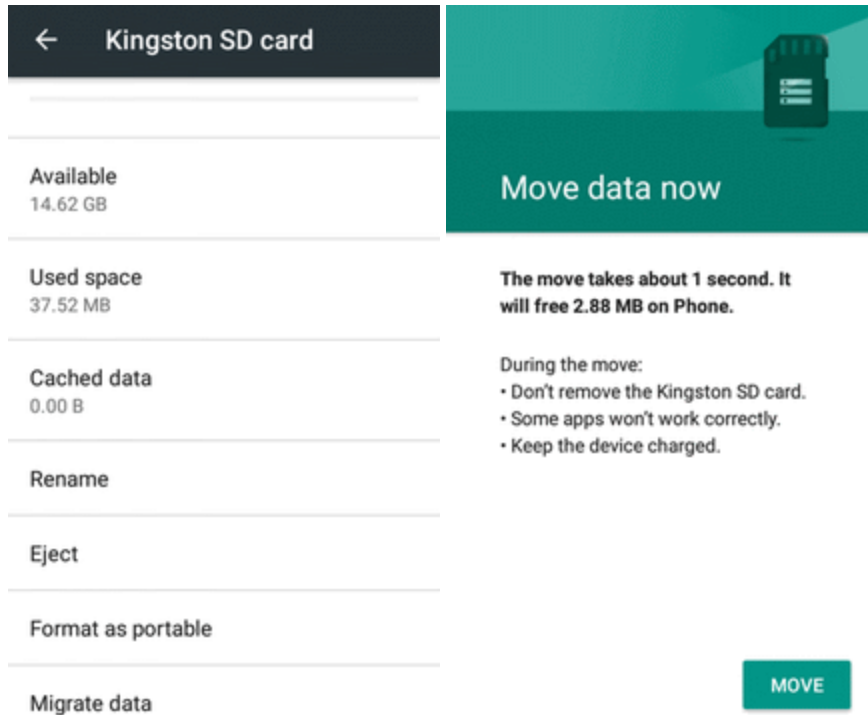 Kingston SD card
Available
14.62 GB
Used space
37.52 MB
Cached data
0.00 B
Rename
Eject
Format as portable
Migrate data
Move data now
The move takes about 1 second. It
will free 2.88 MB on Phone.
During the move:
• Don't remove the Kingston SD card.
• Some apps won't work correctly.
• Keep the device charged.
MOVE